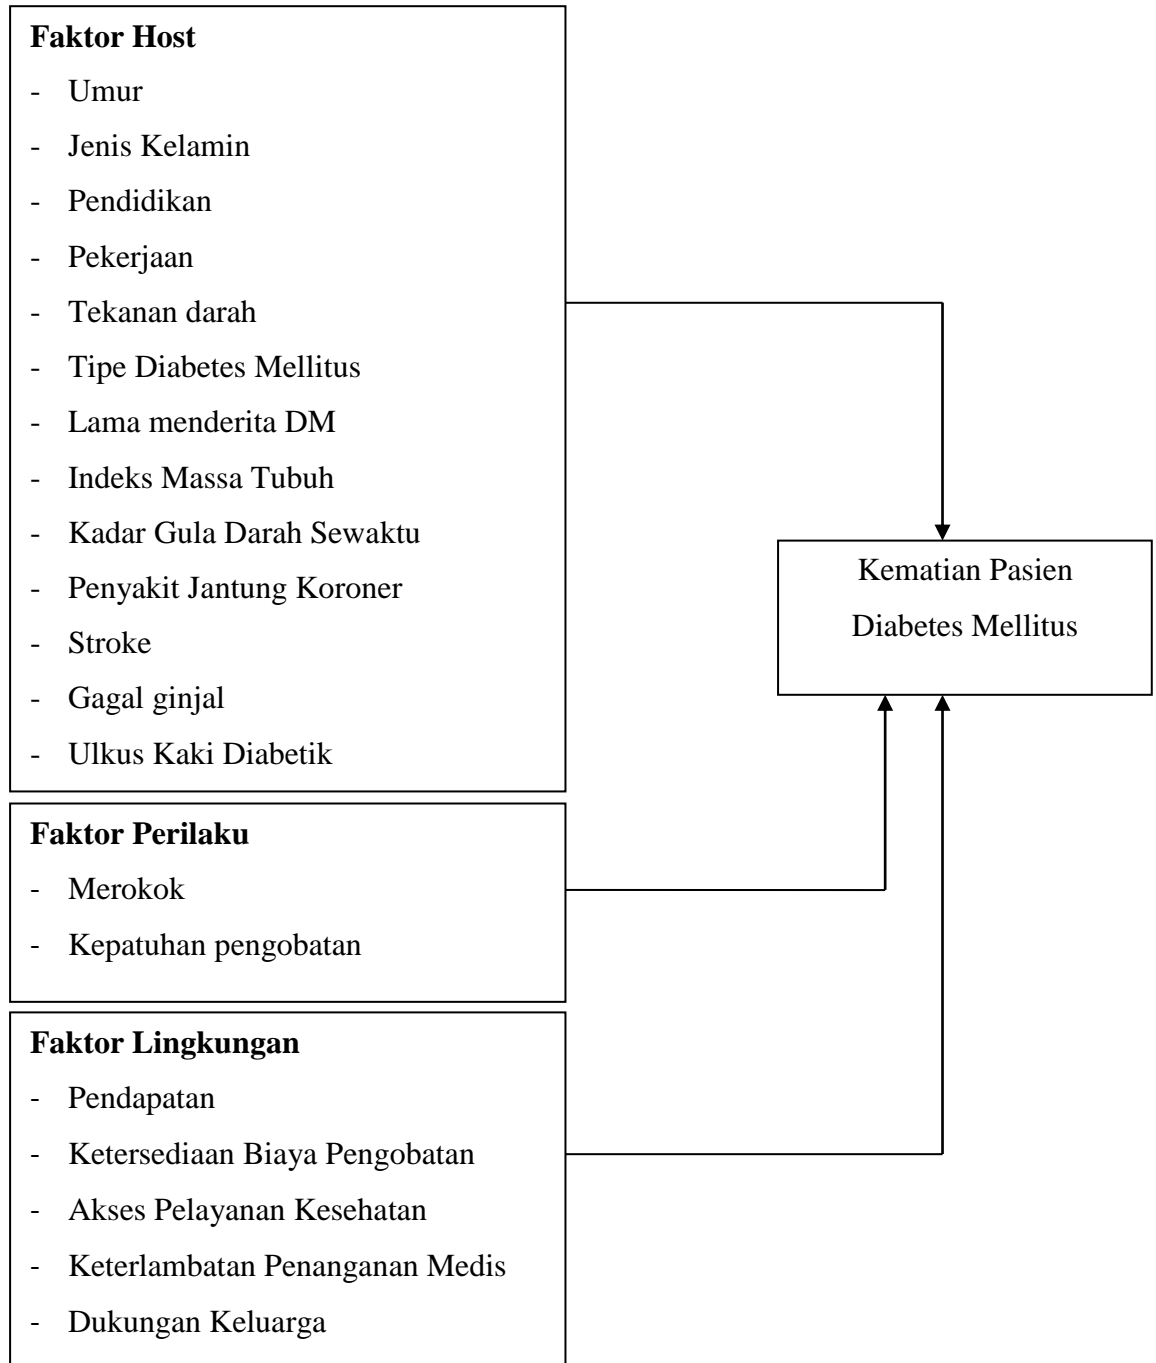 Faktor Host
- Umur
- Jenis Kelamin
- Pendidikan
- Pekerjaan
- Tekanan darah
- Tipe Diabetes Mellitus
- Lama menderita DM
- Indeks Massa Tubuh
- Kadar Gula Darah Sewaktu
- Penyakit Jantung Koroner
- Stroke
- Gagal ginjal
- Ulkus Kaki Diabetik
Faktor Perilaku
- Merokok
- Kepatuhan pengobatan
Faktor Lingkungan
- Pendapatan
- Ketersediaan Biaya Pengobatan
- Akses Pelayanan Kesehatan
- Keterlambatan Penanganan Medis
- Dukungan Keluarga
Kematian Pasien
Diabetes Mellitus